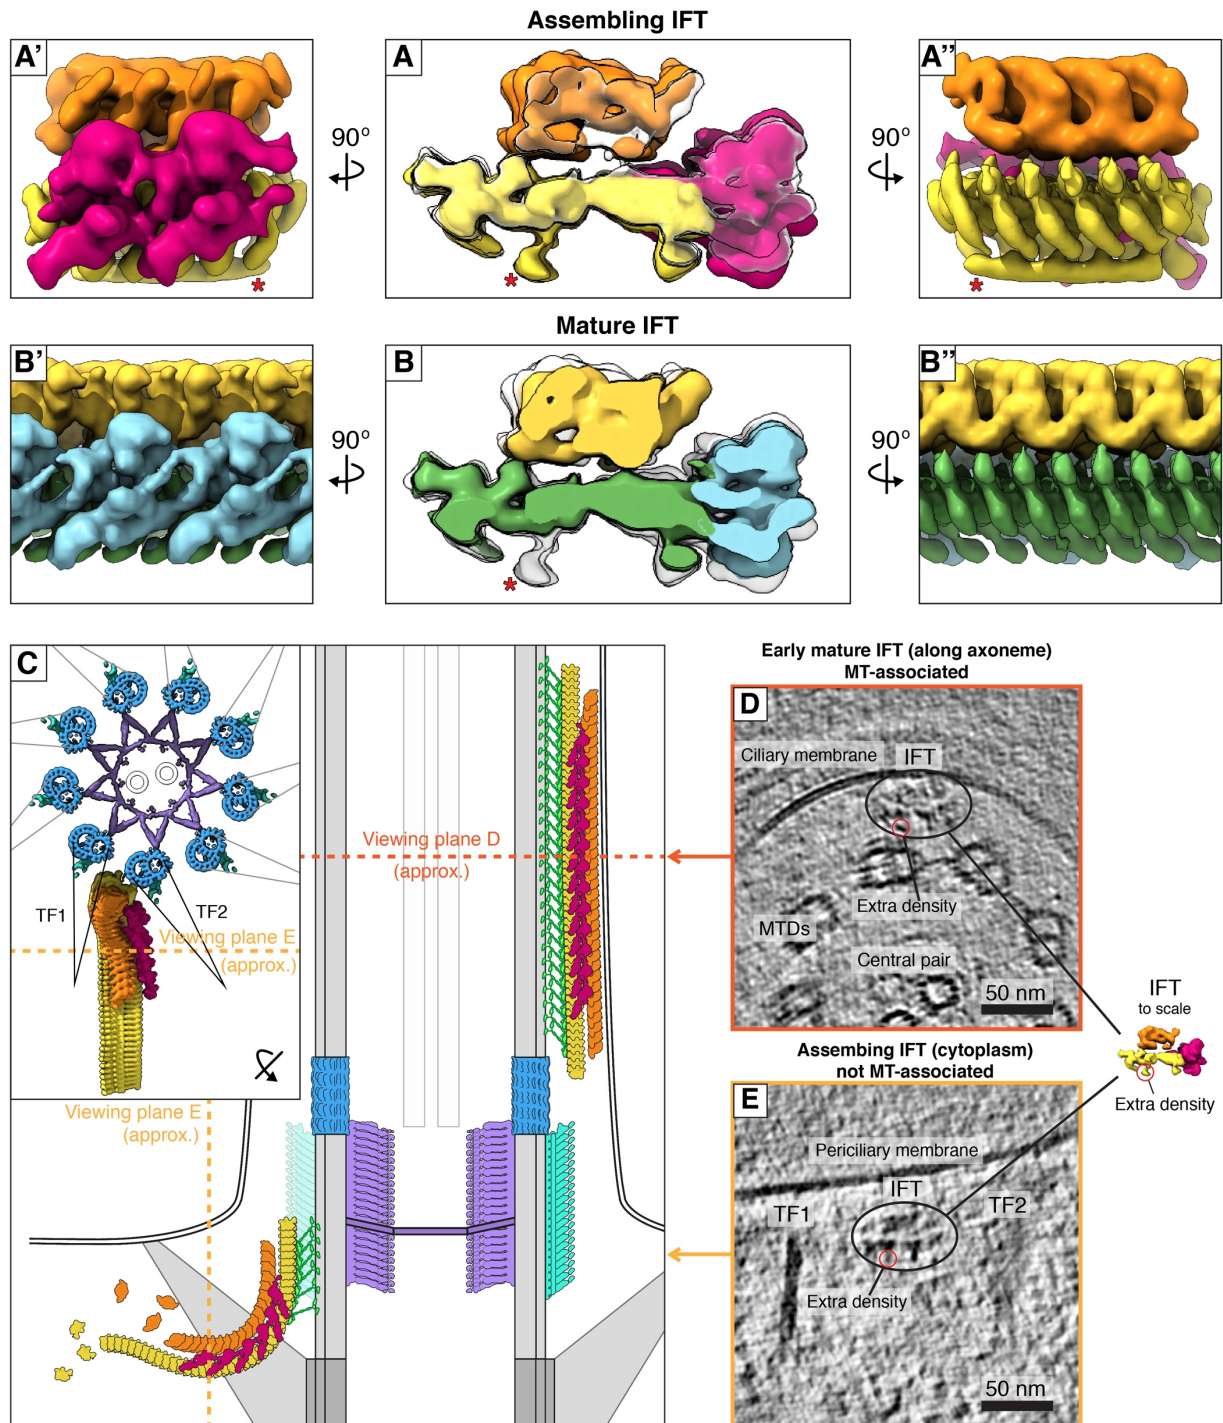 Assembling IFT
A’
A
A’’
90°
90°
*
*
*
Mature IFT
B’
B
B’’
90°
90°
*
C
TF1
TF2
Viewing plane E
(approx.)
Viewing plane D
(approx.)
Viewing plane E
(approx.)
Early mature IFT (along axoneme)
MT-associated
D
Ciliary membrane
IFT
Extra density
MTDs
Central pair
50 nm
IFT
to scale
Extra density
Assembing IFT (cytoplasm)
not MT-associated
E
Periciliary membrane
IFT
TF1
TF2
Extra density
50 nm